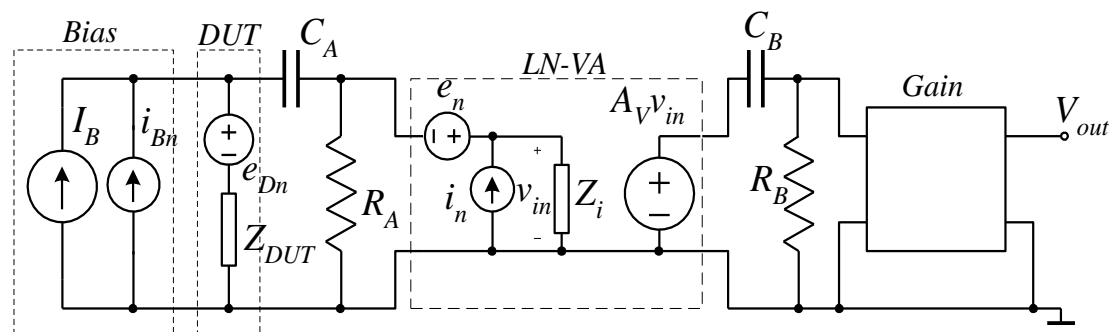 Bias
DUT
C_A
LN-VA
C_B
Gain
I_B
i_Bn
e_Dn
Z_DUT
R_A
e_n
i_n
v_in
Z_i
A_V v_in
R_B
V_out